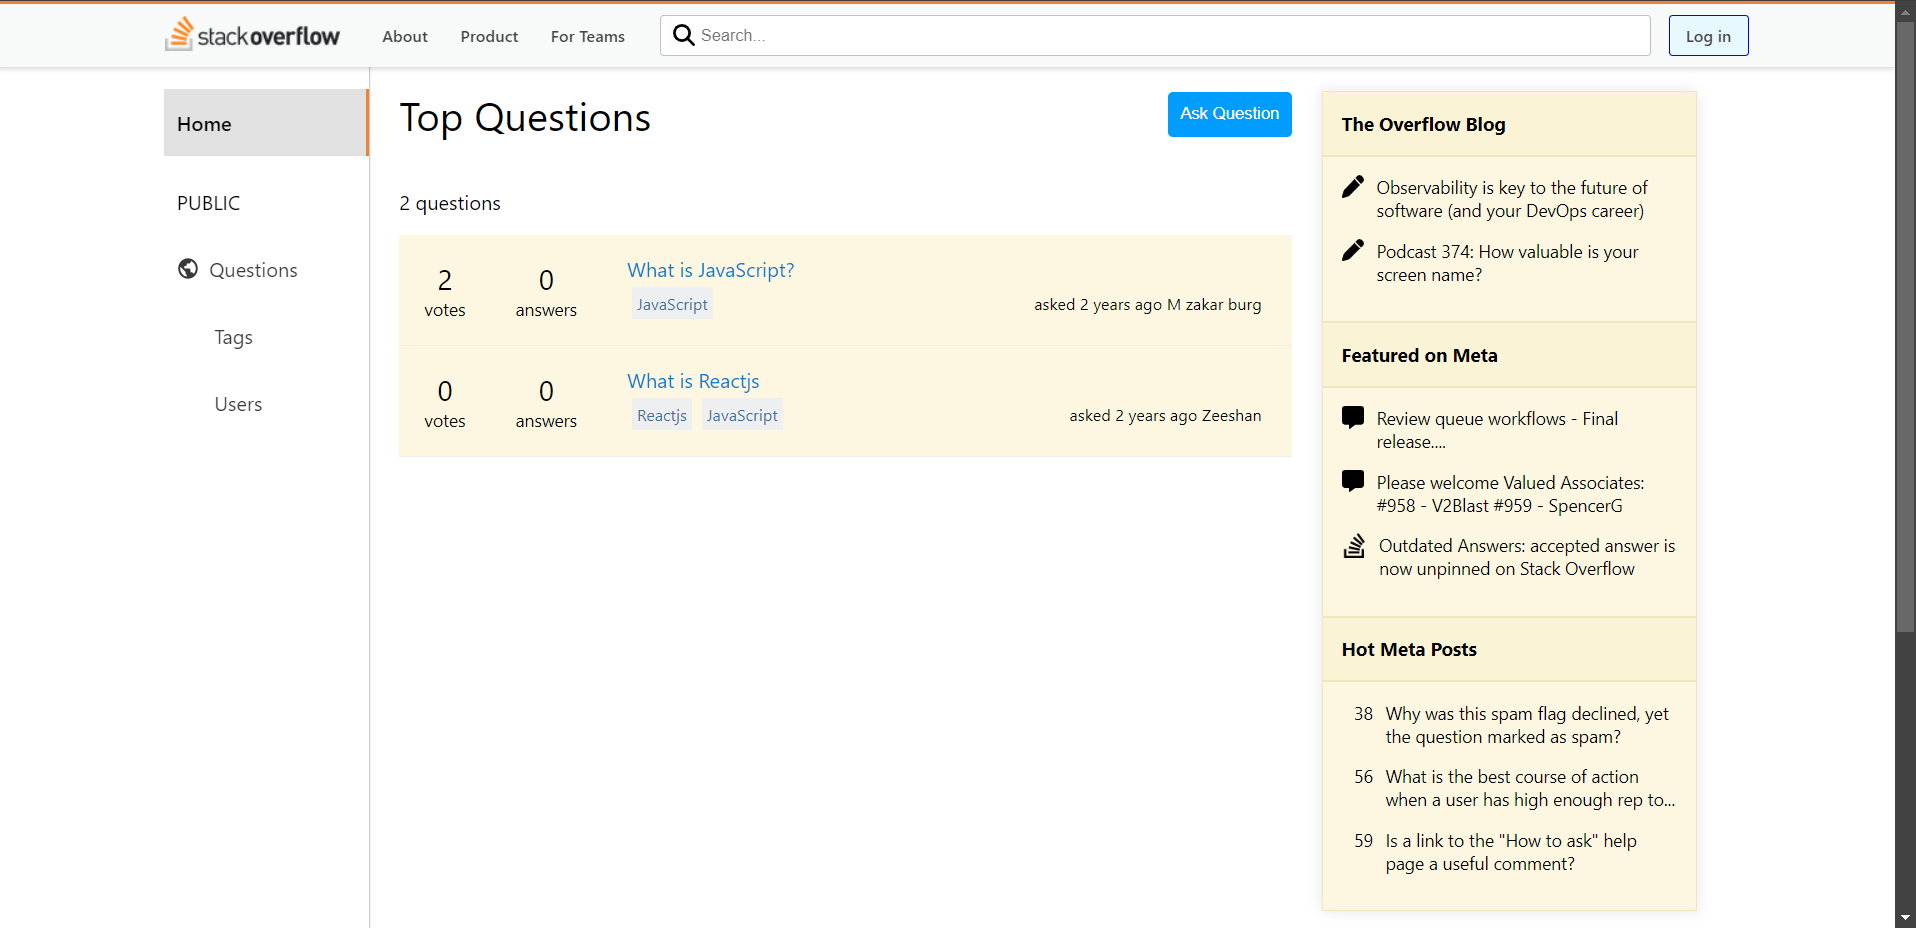 stackoverflow
About
Product
For Teams
Search...
Log in
Home
PUBLIC
Questions
Tags
Users
Top Questions
Ask Question
2 questions
2
votes
0
answers
What is JavaScript?
JavaScript
asked 2 years ago M zakar burg
0
votes
0
answers
What is Reactjs
Reactjs
JavaScript
asked 2 years ago Zeeshan
The Overflow Blog
Observability is key to the future of
software (and your DevOps career)
Podcast 374: How valuable is your
screen name?
Featured on Meta
Review queue workflows - Final
release....
Please welcome Valued Associates:
#958 - V2Blast #959 - SpencerG
Outdated Answers: accepted answer is
now unpinned on Stack Overflow
Hot Meta Posts
38 Why was this spam flag declined, yet
the question marked as spam?
56 What is the best course of action
when a user has high enough rep to...
59 Is a link to the "How to ask" help
page a useful comment?